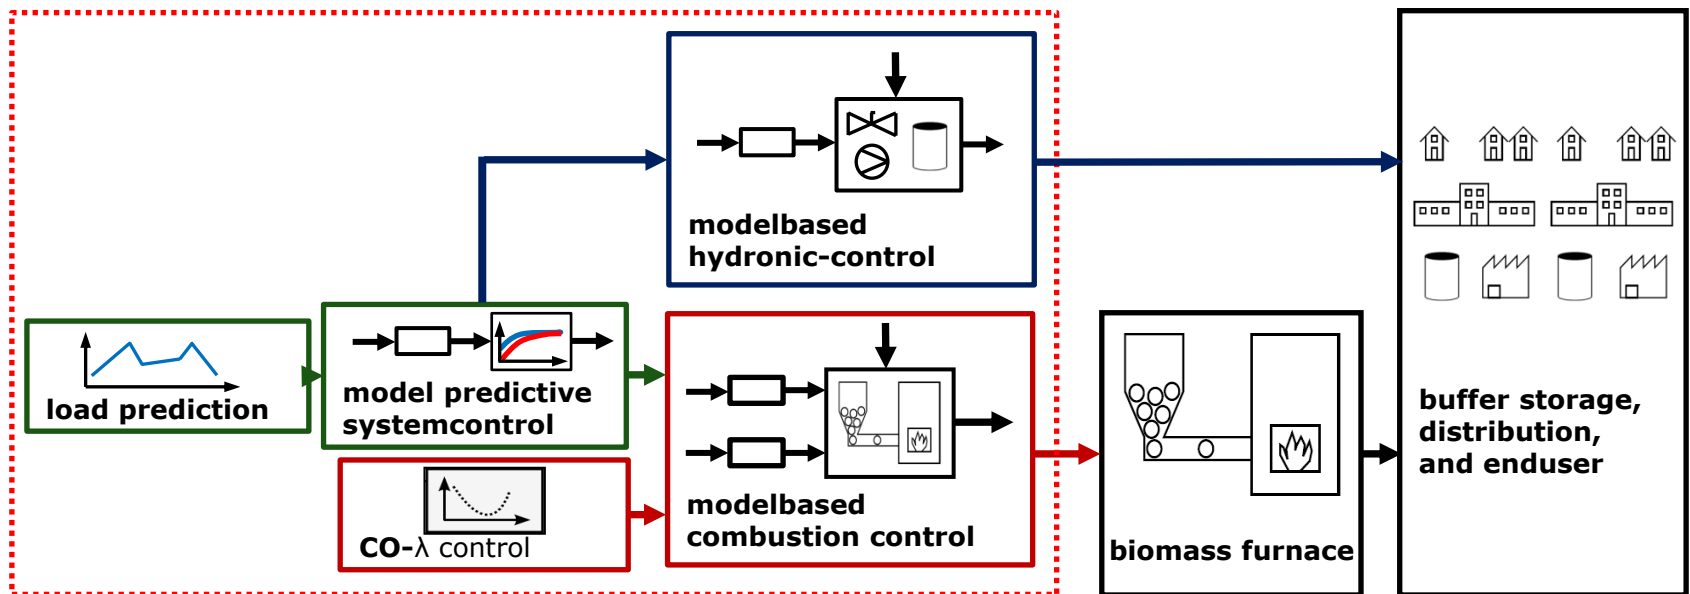 modelbased
hydronic-control
load prediction
model predictive
systemcontrol
CO-λ control
modelbased
combustion control
biomass furnace
buffer storage,
distribution,
and enduser